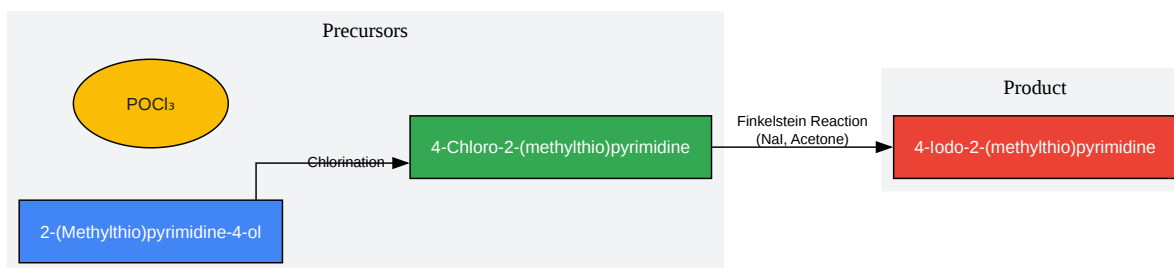 Precursors
POCl₃
Chlorination
2-(Methylthio)pyrimidine-4-ol
4-Chloro-2-(methylthio)pyrimidine
Finkelstein Reaction
(NaI, Acetone)
Product
4-Iodo-2-(methylthio)pyrimidine